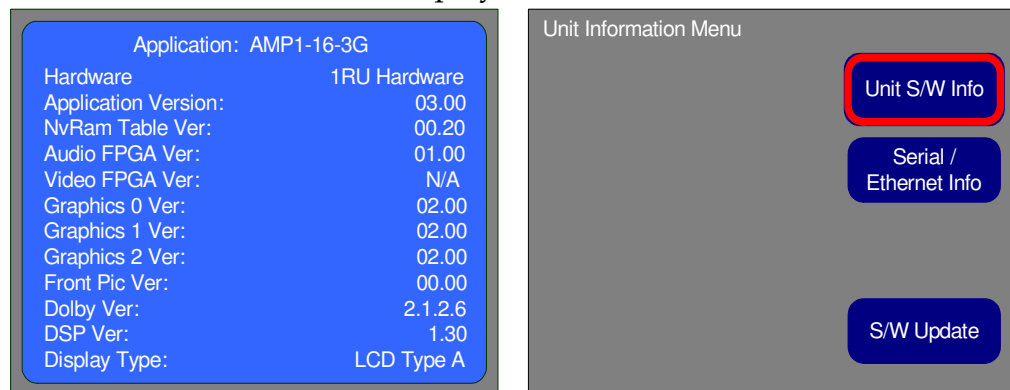 Application: AMP1-16-3G
Hardware 1RU Hardware
Application Version: 03.00
NvRam Table Ver: 00.20
Audio FPGA Ver: 01.00
Video FPGA Ver: N/A
Graphics 0 Ver: 02.00
Graphics 1 Ver: 02.00
Graphics 2 Ver: 02.00
Front Pic Ver: 00.00
Dolby Ver: 2.1.2.6
DSP Ver: 1.30
Display Type: LCD Type A
Unit Information Menu
Unit S/W Info
Serial /
Ethernet Info
S/W Update